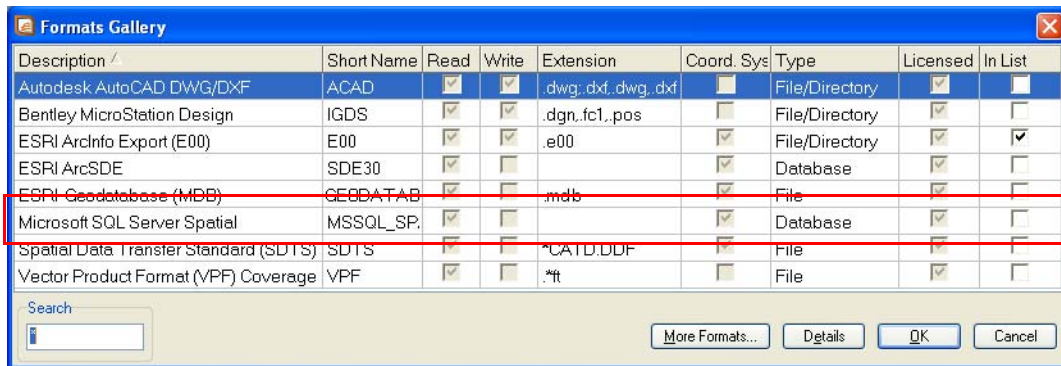 Formats Gallery
Description Short Name Read Write Extension Coord. Sys Type Licensed In List
Autodesk AutoCAD DWG/DXF ACAD .dwg;.dxf,.dwg,.dxf File/Directory
Bentley MicroStation Design IGDS .dgn,.fc1,.pos File/Directory
ESRI ArcInfo Export (E00) E00 .e00 File/Directory
ESRI ArcSDE SDE30 Database
ESRI Geodatabase (MDB) GEODATAB .mdb File
Microsoft SQL Server Spatial MSSQL_SP. Database
Spatial Data Transfer Standard (SDTS) SDTS *CATD.DDF File
Vector Product Format (VPF) Coverage VPF .*ft File
Search
*
More Formats... Details OK Cancel